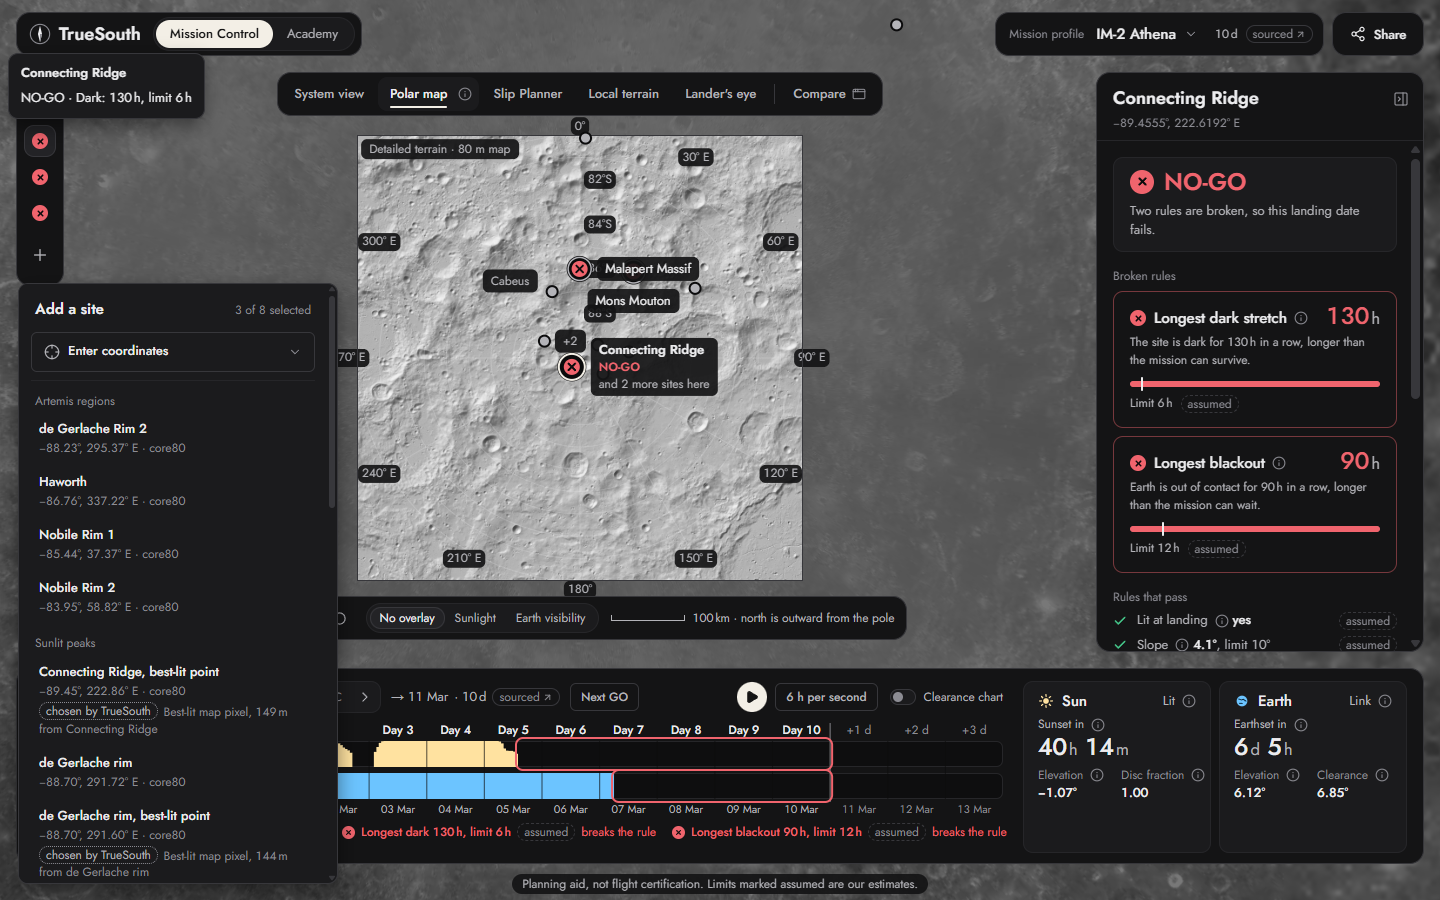 TrueSouth
Mission Control
Academy
Mission profile
IM-2 Athena
10 d
sourced ↗
Share
Connecting Ridge
NO-GO · Dark: 130 h, limit 6 h
System view
Polar map
Slip Planner
Local terrain
Lander's eye
Compare
0°
Detailed terrain · 80 m map
30° E
82°S
84°S
300° E
60° E
Malapert Massif
Cabeus
Mons Mouton
+2
Connecting Ridge
NO-GO
and 2 more sites here
90° E
240° E
120° E
210° E
150° E
180°
No overlay
Sunlight
Earth visibility
100 km · north is outward from the pole
Add a site
3 of 8 selected
Enter coordinates
Artemis regions
de Gerlache Rim 2
−88.23°, 295.37° E · core80
Haworth
−86.76°, 337.22° E · core80
Nobile Rim 1
−85.44°, 37.37° E · core80
Nobile Rim 2
−83.95°, 58.82° E · core80
Sunlit peaks
Connecting Ridge, best-lit point
−89.45°, 222.86° E · core80
chosen by TrueSouth Best-lit map pixel, 149 m
from Connecting Ridge
de Gerlache rim
−88.70°, 291.72° E · core80
de Gerlache rim, best-lit point
−88.70°, 291.60° E · core80
chosen by TrueSouth Best-lit map pixel, 144 m
from de Gerlache rim
Connecting Ridge
−89.4555°, 222.6192° E
NO-GO
Two rules are broken, so this landing date
fails.
Broken rules
Longest dark stretch
130 h
The site is dark for 130 h in a row, longer than
the mission can survive.
Limit 6 h assumed
Longest blackout
90 h
Earth is out of contact for 90 h in a row, longer
than the mission can wait.
Limit 12 h assumed
Rules that pass
Lit at landing yes assumed
Slope 4.1°, limit 10° assumed
→ 11 Mar · 10 d
sourced ↗
Next GO
6 h per second
Clearance chart
Day 3 Day 4 Day 5 Day 6 Day 7 Day 8 Day 9 Day 10 +1 d +2 d +3 d
Mar 03 Mar 04 Mar 05 Mar 06 Mar 07 Mar 08 Mar 09 Mar 10 Mar 11 Mar 12 Mar 13 Mar
Longest dark 130 h, limit 6 h assumed breaks the rule
Longest blackout 90 h, limit 12 h assumed breaks the rule
Sun
Lit
Sunset in
40 h 14 m
Elevation
Disc fraction
−1.07°
1.00
Earth
Link
Earthset in
6 d 5 h
Elevation
Clearance
6.12°
6.85°
Planning aid, not flight certification. Limits marked assumed are our estimates.